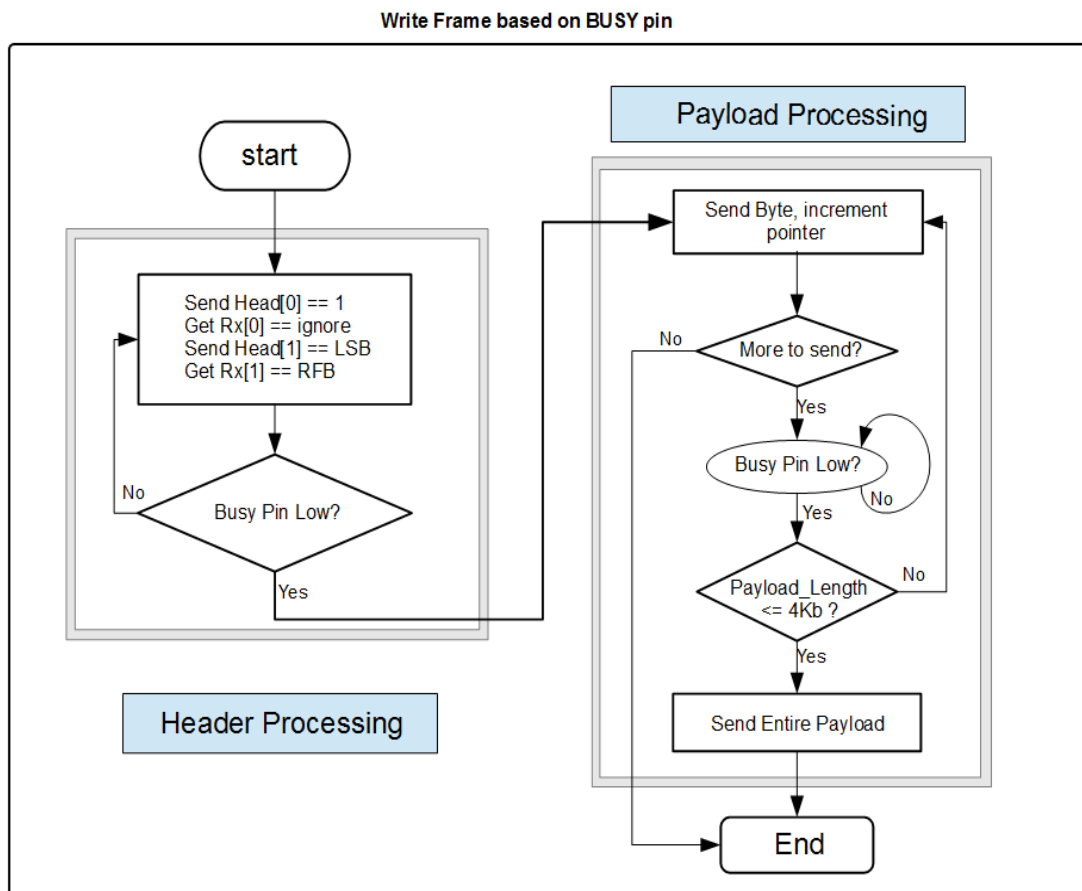 Write Frame based on BUSY pin
start
Send Head[0] == 1
Get Rx[0] == ignore
Send Head[1] == LSB
Get Rx[1] == RFB
No
Busy Pin Low?
Yes
Header Processing
Payload Processing
Send Byte, increment
pointer
No
More to send?
Yes
Busy Pin Low?
No
Yes
Payload_Length
<= 4Kb ?
No
Yes
Send Entire Payload
End